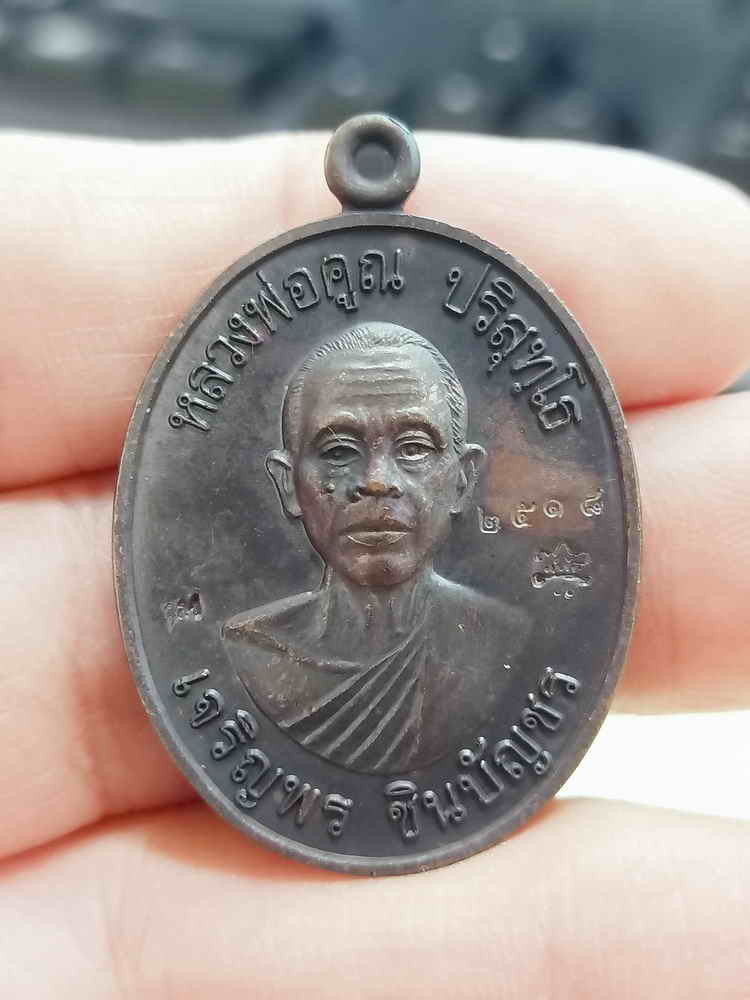 หลวงพ่อคูณ ปริสุทฺโธ
๒๕๑๔
เจริญพร ชินบัญชร